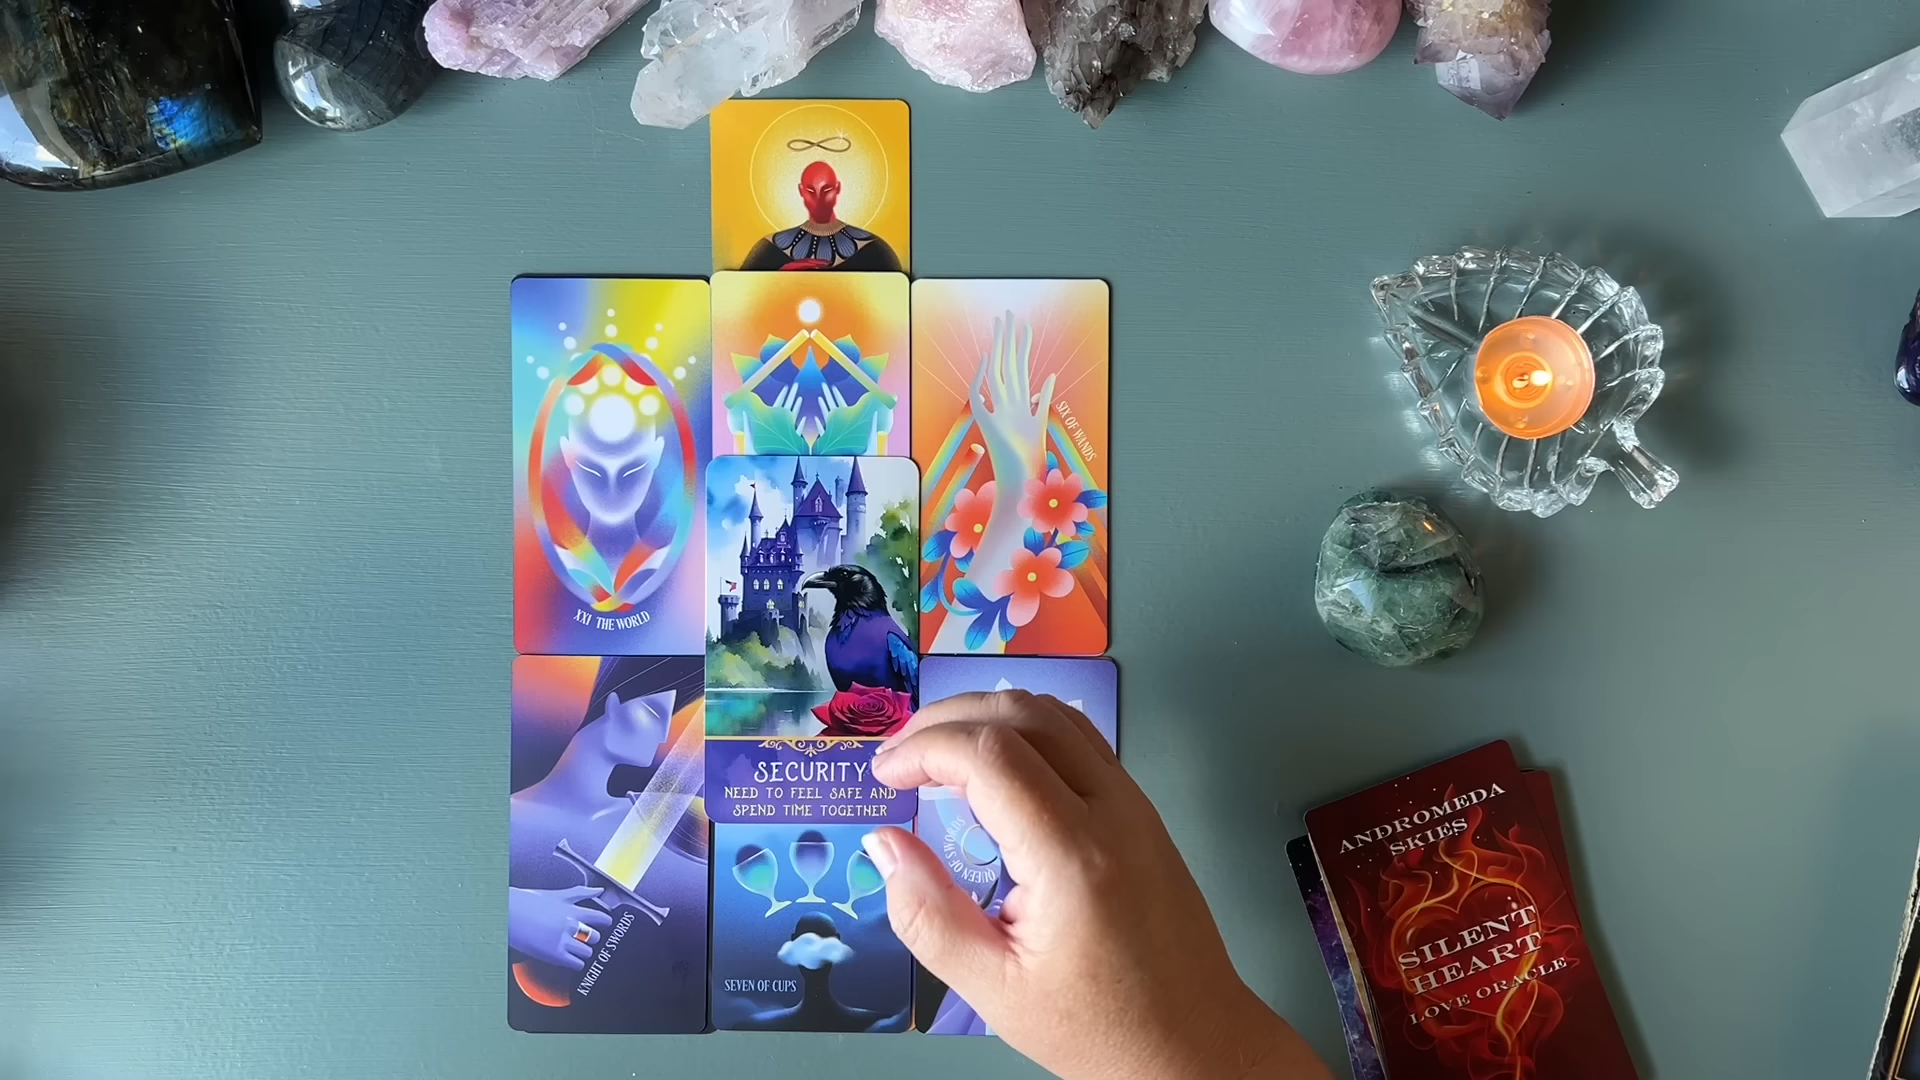 SIX OF WANDS
XXI THE WORLD
SECURITY
NEED TO FEEL SAFE AND
SPEND TIME TOGETHER
KNIGHT OF SWORDS
SEVEN OF CUPS
QUEEN OF SWORDS
ANDROMEDA
SKIES
SILENT
HEART
LOVE ORACLE